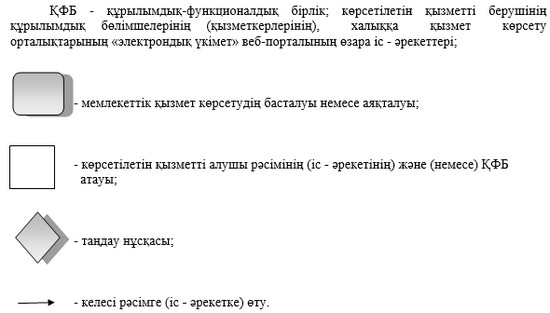 ҚФБ - құрылымдық-функционалдық бірлік; көрсетілетін қызметті берушінің
құрылымдық бөлімшелерінің (қызметкерлерінің), халыққа қызмет көрсету
орталықтарының «электрондық үкімет» веб-порталының өзара іс - әрекеттері;
- мемлекеттік қызмет көрсетудің басталуы немесе аяқталуы;
- көрсетілетін қызметті алушы рәсімінің (іс - әрекетінің) және (немесе) ҚФБ
атауы;
- таңдау нұсқасы;
- келесі рәсімге (іс - әрекетке) өту.